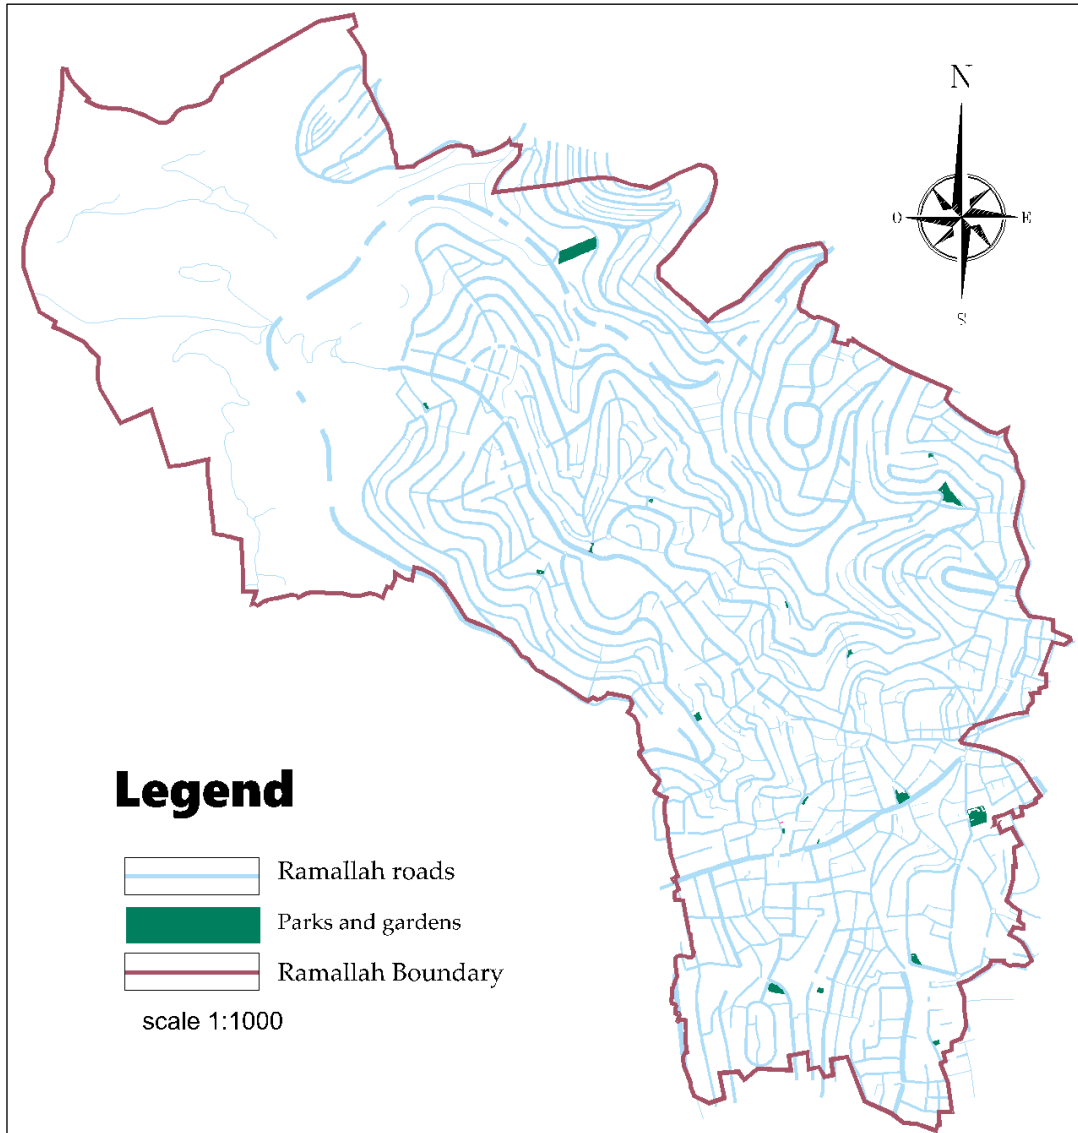 N
O
E
S
Legend
Ramallah roads
Parks and gardens
Ramallah Boundary
scale 1:1000